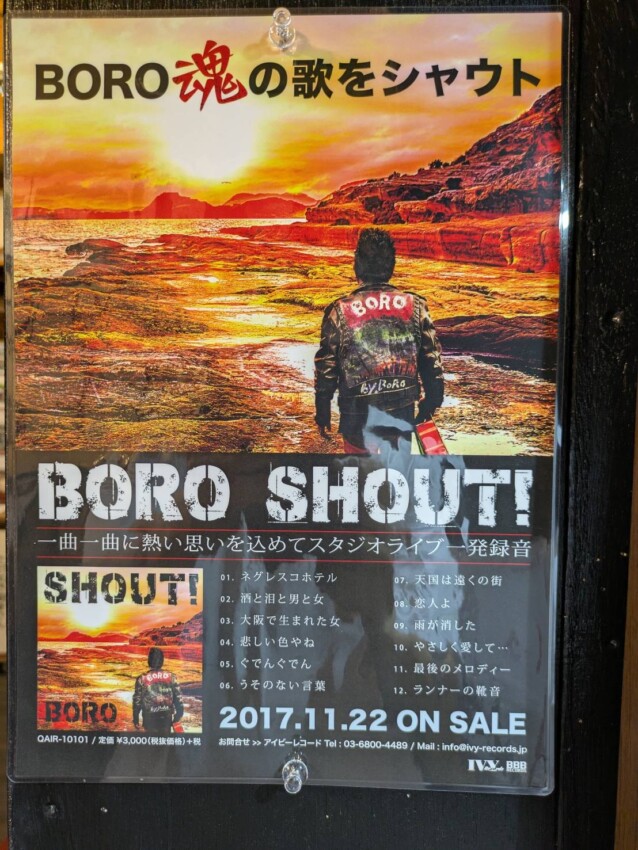 BORO魂の歌をシャウト
BORO
by.BORO
BORO SHOUT!
一曲一曲に熱い思いを込めてスタジオライブ一発録音
SHOUT!
BORO
BORO
01. ネグレスコホテル
02. 酒と泪と男と女
03. 大阪で生まれた女
04. 悲しい色やね
05. ぐでんぐでん
06. うそのない言葉
07. 天国は遠くの街
08. 恋人よ
09. 雨が消した
10. やさしく愛して…
11. 最後のメロディー
12. ランナーの靴音
2017.11.22 ON SALE
QAIR-10101 / 定価 ¥3,000(税抜価格)+税
お問合せ >> アイビーレコード Tel : 03-6800-4489 / Mail : info@ivy-records.jp
IVY
BBB